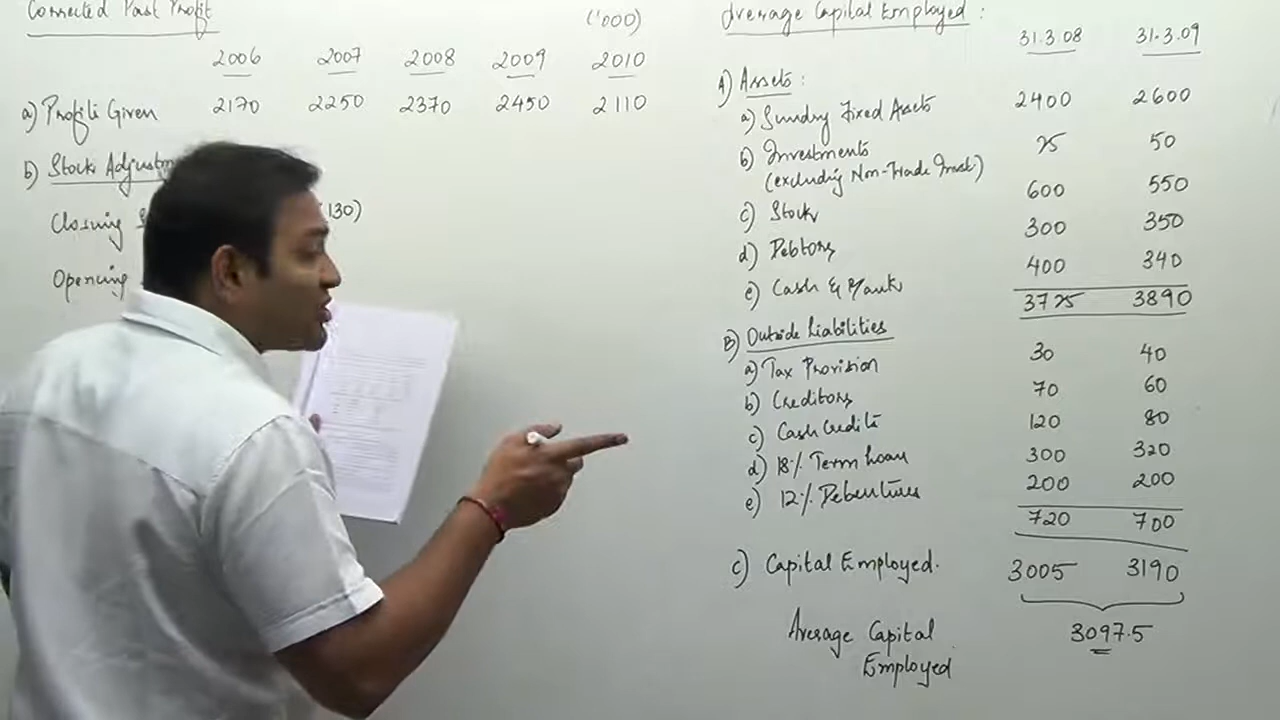 Corrected Past Profit
('000)
2006 2007 2008 2009 2010
a) Profits Given 2170 2250 2370 2450 2110
b) Stock Adjustm
Closing 130)
Opening
Average Capital Employed :
31.3.08 31.3.09
A) Assets :
a) Sundry Fixed Assets 2400 2600
b) Investments 75 50
(excluding Non-Trade Invst)
c) Stock 600 550
d) Debtors 300 350
e) Cash & Bank 400 340
3725 3890
B) Outside Liabilities
a) Tax Provision 30 40
b) Creditors 70 60
c) Cash Credits 120 80
d) 18% Term Loan 300 320
e) 12% Debentures 200 200
720 700
c) Capital Employed. 3005 3190
Average Capital
Employed 3097.5